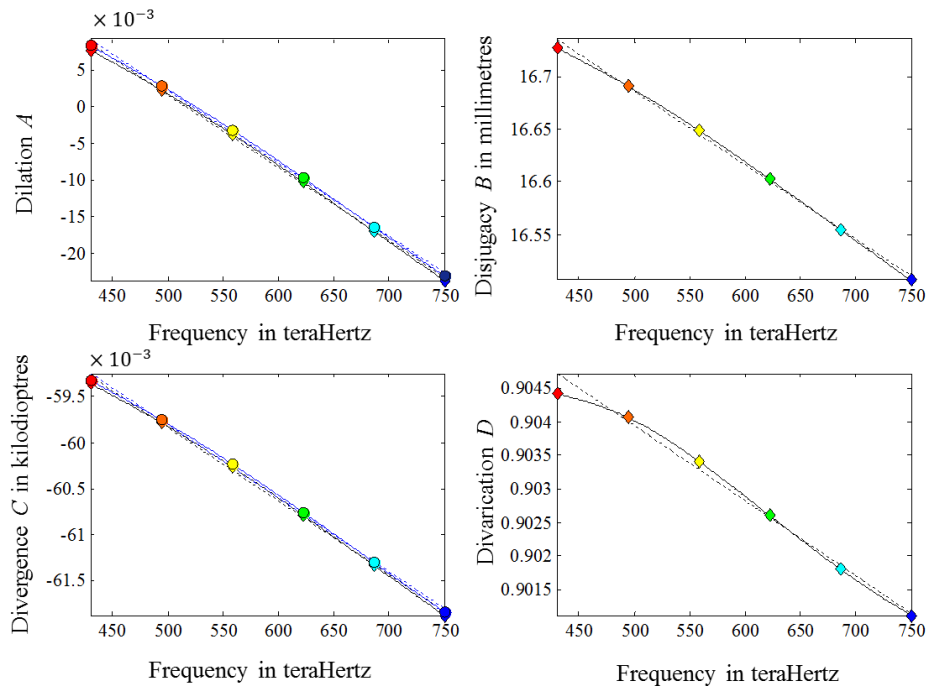 × 10⁻³
Dilation A
5
0
-5
-10
-15
-20
450 500 550 600 650 700 750
Frequency in teraHertz
Disjugacy B in millimetres
16.7
16.65
16.6
16.55
450 500 550 600 650 700 750
Frequency in teraHertz
× 10⁻³
Divergence C in kilodioptres
-59.5
-60
-60.5
-61
-61.5
450 500 550 600 650 700 750
Frequency in teraHertz
Divarication D
0.9045
0.904
0.9035
0.903
0.9025
0.902
0.9015
450 500 550 600 650 700 750
Frequency in teraHertz